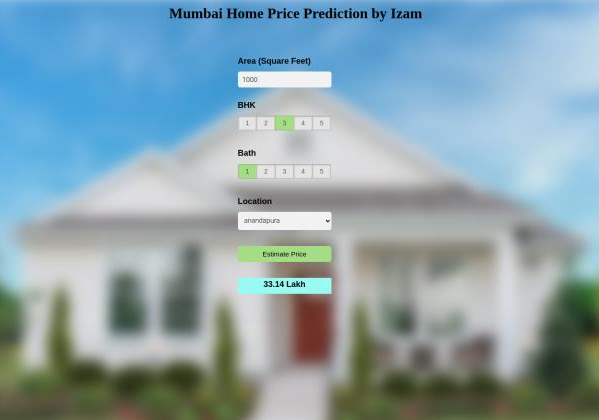 Mumbai Home Price Prediction by Izam
Area (Square Feet)
1000
BHK
1 2 3 4 5
Bath
1 2 3 4 5
Location
anandapura
Estimate Price
33.14 Lakh